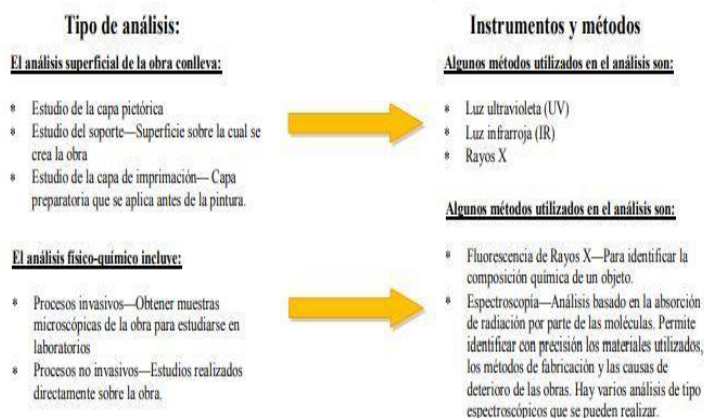 Tipo de análisis:
El análisis superficial de la obra conlleva:
* Estudio de la capa pictórica
* Estudio del soporte—Superficie sobre la cual se
crea la obra
* Estudio de la capa de imprimación— Capa
preparatoria que se aplica antes de la pintura.
El análisis físico-químico incluye:
* Procesos invasivos—Obtener muestras
microscópicas de la obra para estudiarse en
laboratorios
* Procesos no invasivos—Estudios realizados
directamente sobre la obra.
Instrumentos y métodos
Algunos métodos utilizados en el análisis son:
* Luz ultravioleta (UV)
* Luz infrarroja (IR)
* Rayos X
Algunos métodos utilizados en el análisis son:
* Fluorescencia de Rayos X—Para identificar la
composición química de un objeto.
* Espectroscopía—Análisis basado en la absorción
de radiación por parte de las moléculas. Permite
identificar con precisión los materiales utilizados,
los métodos de fabricación y las causas de
deterioro de las obras. Hay varios análisis de tipo
espectroscópicos que se pueden realizar.